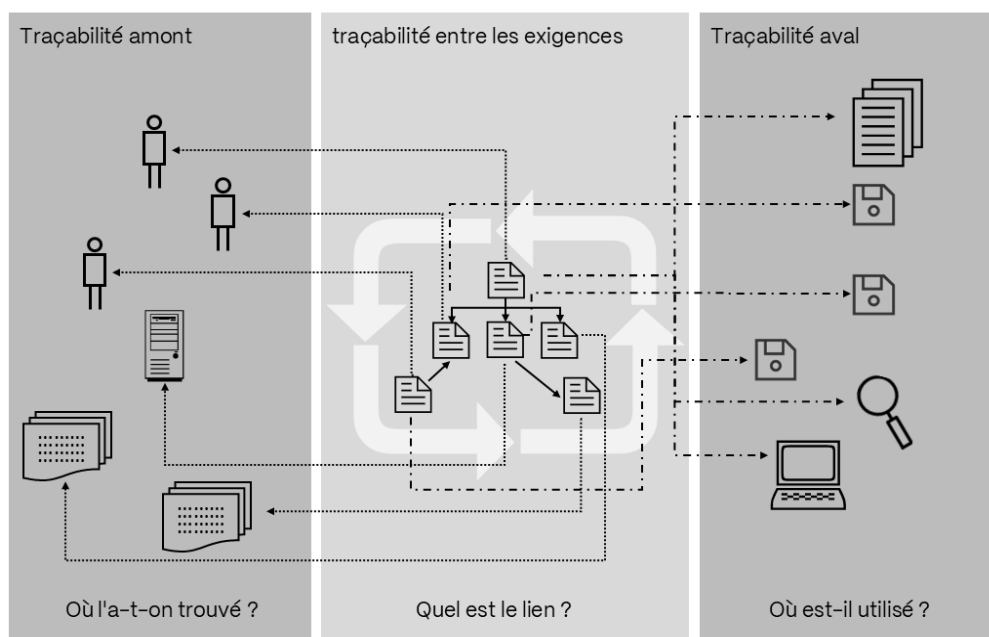 Traçabilité amont
traçabilité entre les exigences
Traçabilité aval
Où l'a-t-on trouvé ?
Quel est le lien ?
Où est-il utilisé ?